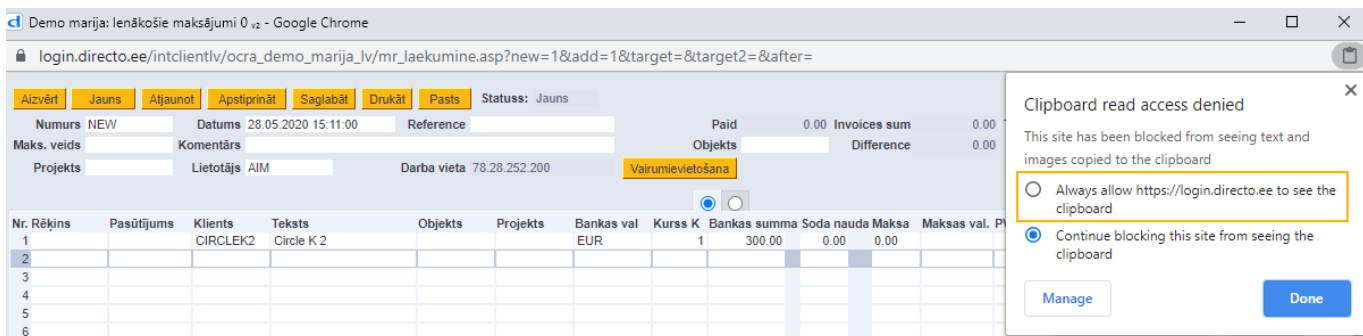 d Demo marija: Ienākošie maksājumi 0 v2 - Google Chrome
login.directo.ee/intclientlv/ocra_demo_marija_lv/mr_laekumine.asp?new=1&add=1&target=&target2=&after=
Aizvērt Jauns Atjaunot Apstiprināt Saglabāt Drukāt Pasts Statuss: Jauns
Numurs NEW Datums 28.05.2020 15:11:00 Reference Paid 0.00 Invoices sum 0.00
Maks. veids Komentārs Objekts Difference 0.00
Projekts Lietotājs AIM Darba vieta 78.28.252.200 Vairumievietošana
Nr. Rēķins Pasūtījums Klients Teksts Objekts Projekts Bankas val Kurss K Bankas summa Soda nauda Maksa Maksas val.
1 CIRCLEK2 Circle K 2 EUR 1 300.00 0.00 0.00
2
3
4
5
6
Clipboard read access denied
This site has been blocked from seeing text and
images copied to the clipboard
Always allow https://login.directo.ee to see the
clipboard
Continue blocking this site from seeing the
clipboard
Manage Done